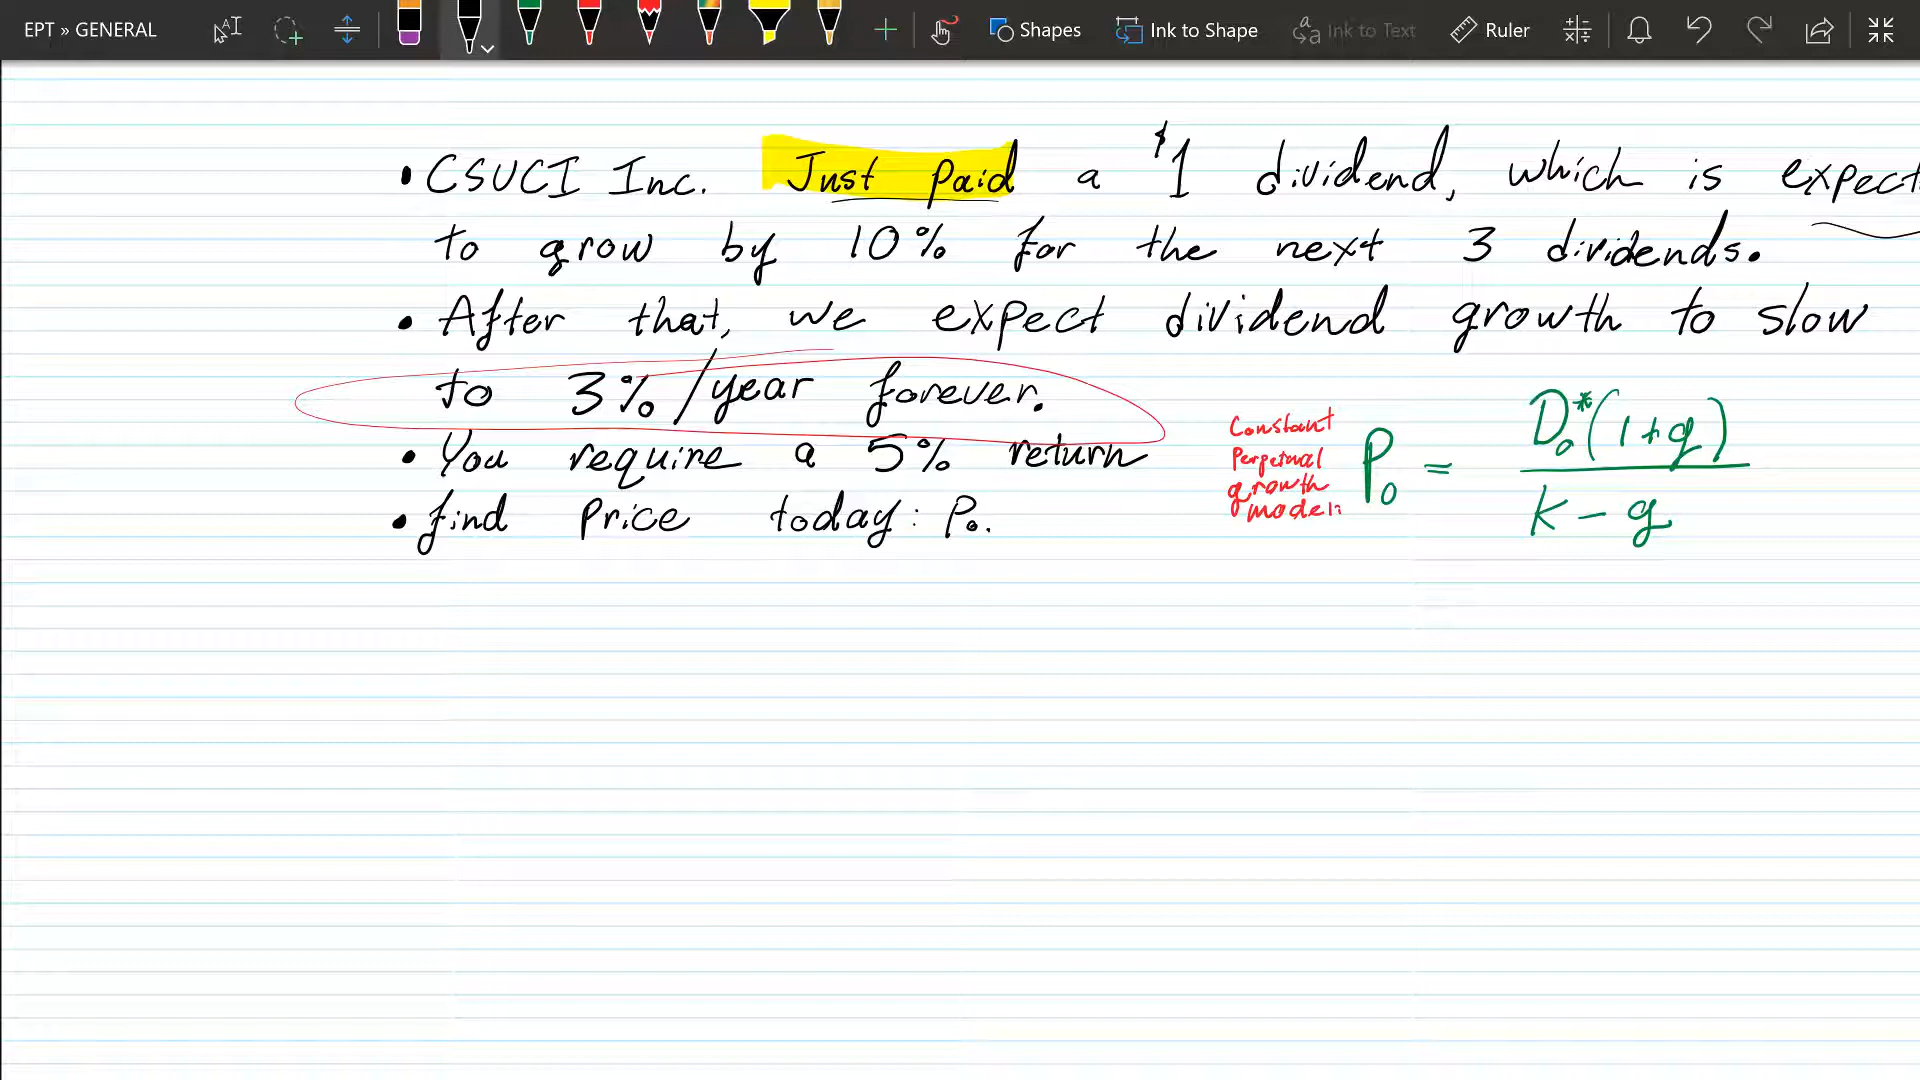 EPT » GENERAL
Shapes
Ink to Shape
Ink to Text
Ruler
• CSUCI Inc. Just Paid a $1 dividend, which is expect
to grow by 10% for the next 3 dividends.
• After that, we expect dividend growth to slow
to 3%/year forever.
• You require a 5% return
• find Price today: P₀.
Constant
Perpetual
growth
model:
P₀ = D₀*(1+g)
k - g